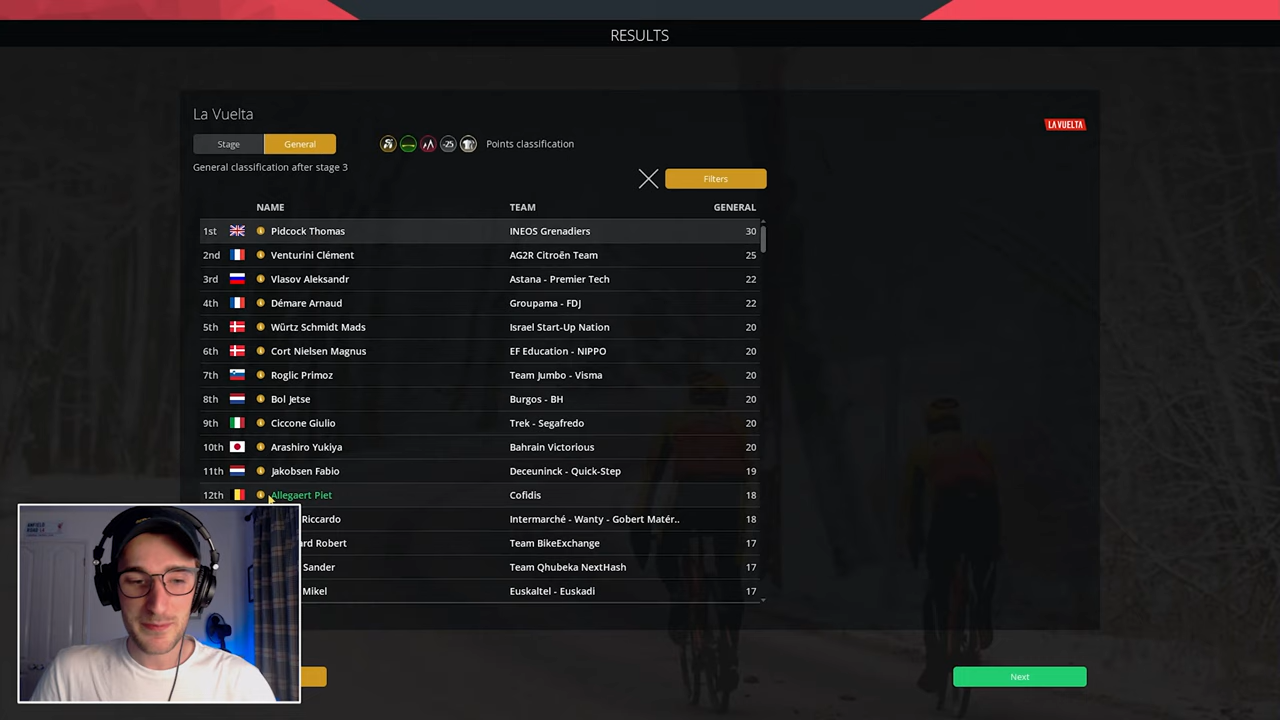 RESULTS
La Vuelta
LA VUELTA
Stage General -25 Points classification
General classification after stage 3
Filters
NAME TEAM GENERAL
1st Pidcock Thomas INEOS Grenadiers 30
2nd Venturini Clément AG2R Citroën Team 25
3rd Vlasov Aleksandr Astana - Premier Tech 22
4th Démare Arnaud Groupama - FDJ 22
5th Würtz Schmidt Mads Israel Start-Up Nation 20
6th Cort Nielsen Magnus EF Education - NIPPO 20
7th Roglic Primoz Team Jumbo - Visma 20
8th Bol Jetse Burgos - BH 20
9th Ciccone Giulio Trek - Segafredo 20
10th Arashiro Yukiya Bahrain Victorious 20
11th Jakobsen Fabio Deceuninck - Quick-Step 19
12th Allegaert Piet Cofidis 18
Riccardo Intermarché - Wanty - Gobert Matér.. 18
Robert Team BikeExchange 17
Sander Team Qhubeka NextHash 17
Mikel Euskaltel - Euskadi 17
Next